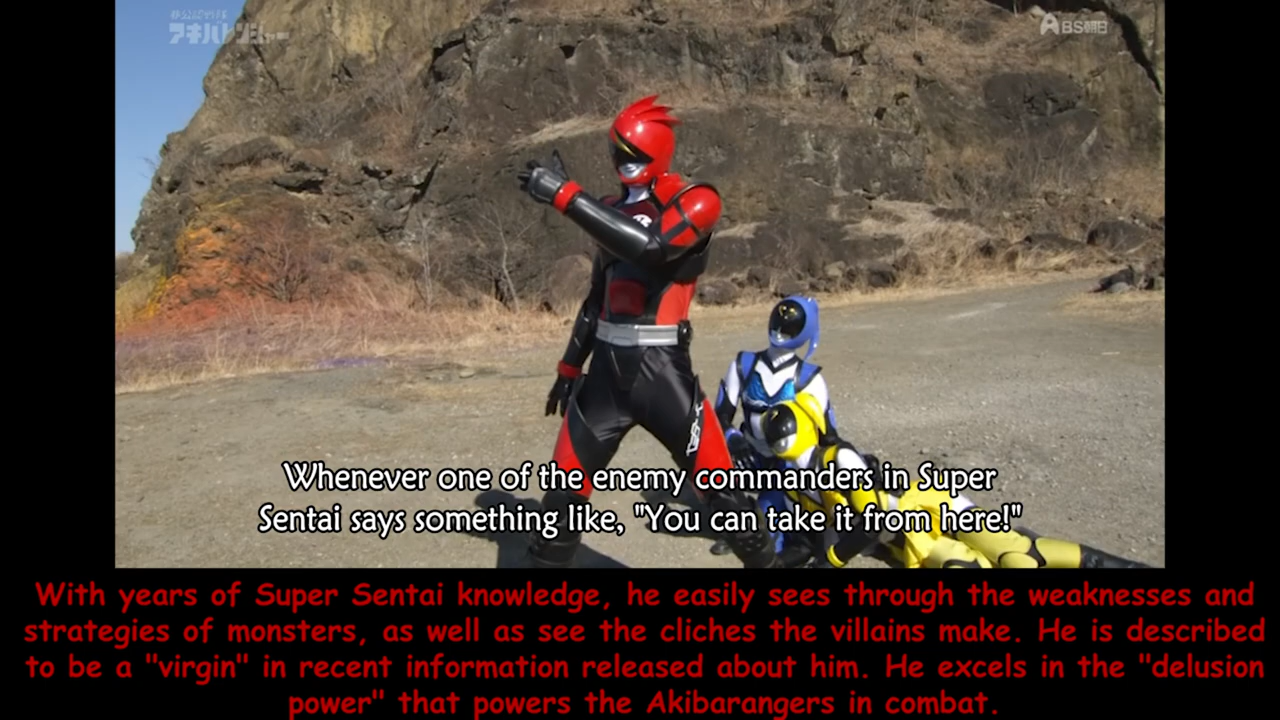 非公認戦隊
アキバレンジャー
BS朝日
Whenever one of the enemy commanders in Super
Sentai says something like, "You can take it from here!"
With years of Super Sentai knowledge, he easily sees through the weaknesses and
strategies of monsters, as well as see the cliches the villains make. He is described
to be a "virgin" in recent information released about him. He excels in the "delusion
power" that powers the Akibarangers in combat.